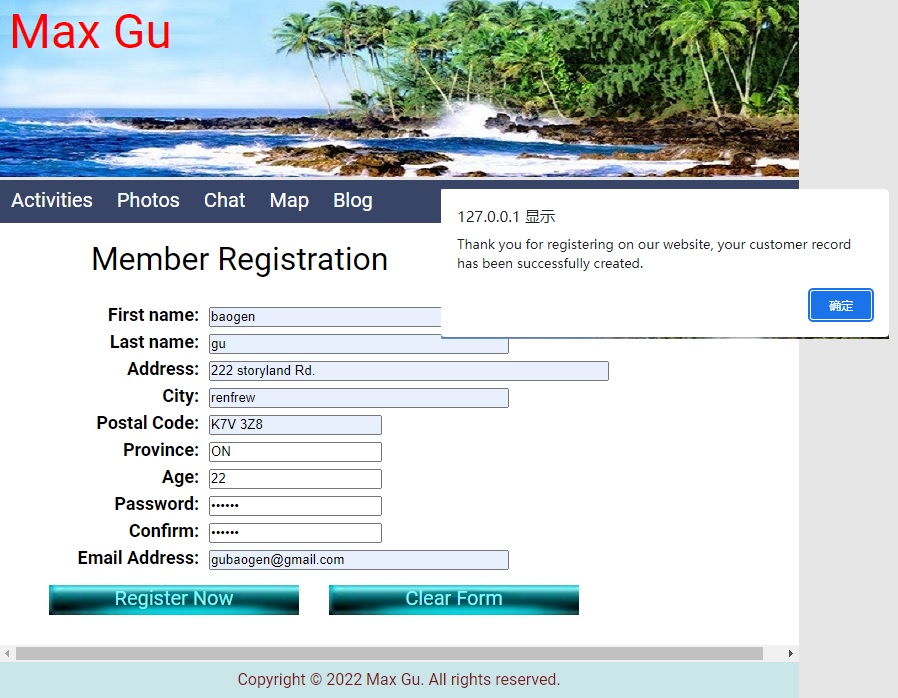 Max Gu
Activities Photos Chat Map Blog
127.0.0.1 显示
Thank you for registering on our website, your customer record
has been successfully created.
确定
Member Registration
First name: baogen
Last name: gu
Address: 222 storyland Rd.
City: renfrew
Postal Code: K7V 3Z8
Province: ON
Age: 22
Password: ••••••
Confirm: ••••••
Email Address: gubaogen@gmail.com
Register Now Clear Form
Copyright © 2022 Max Gu. All rights reserved.